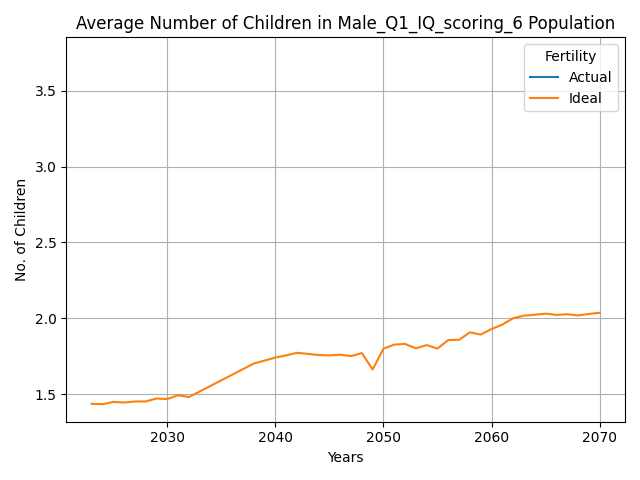 Average Number of Children in Male_Q1_IQ_scoring_6 Population
Fertility
Actual
Ideal
3.5
3.0
2.5
2.0
1.5
No. of Children
2030
2040
2050
2060
2070
Years